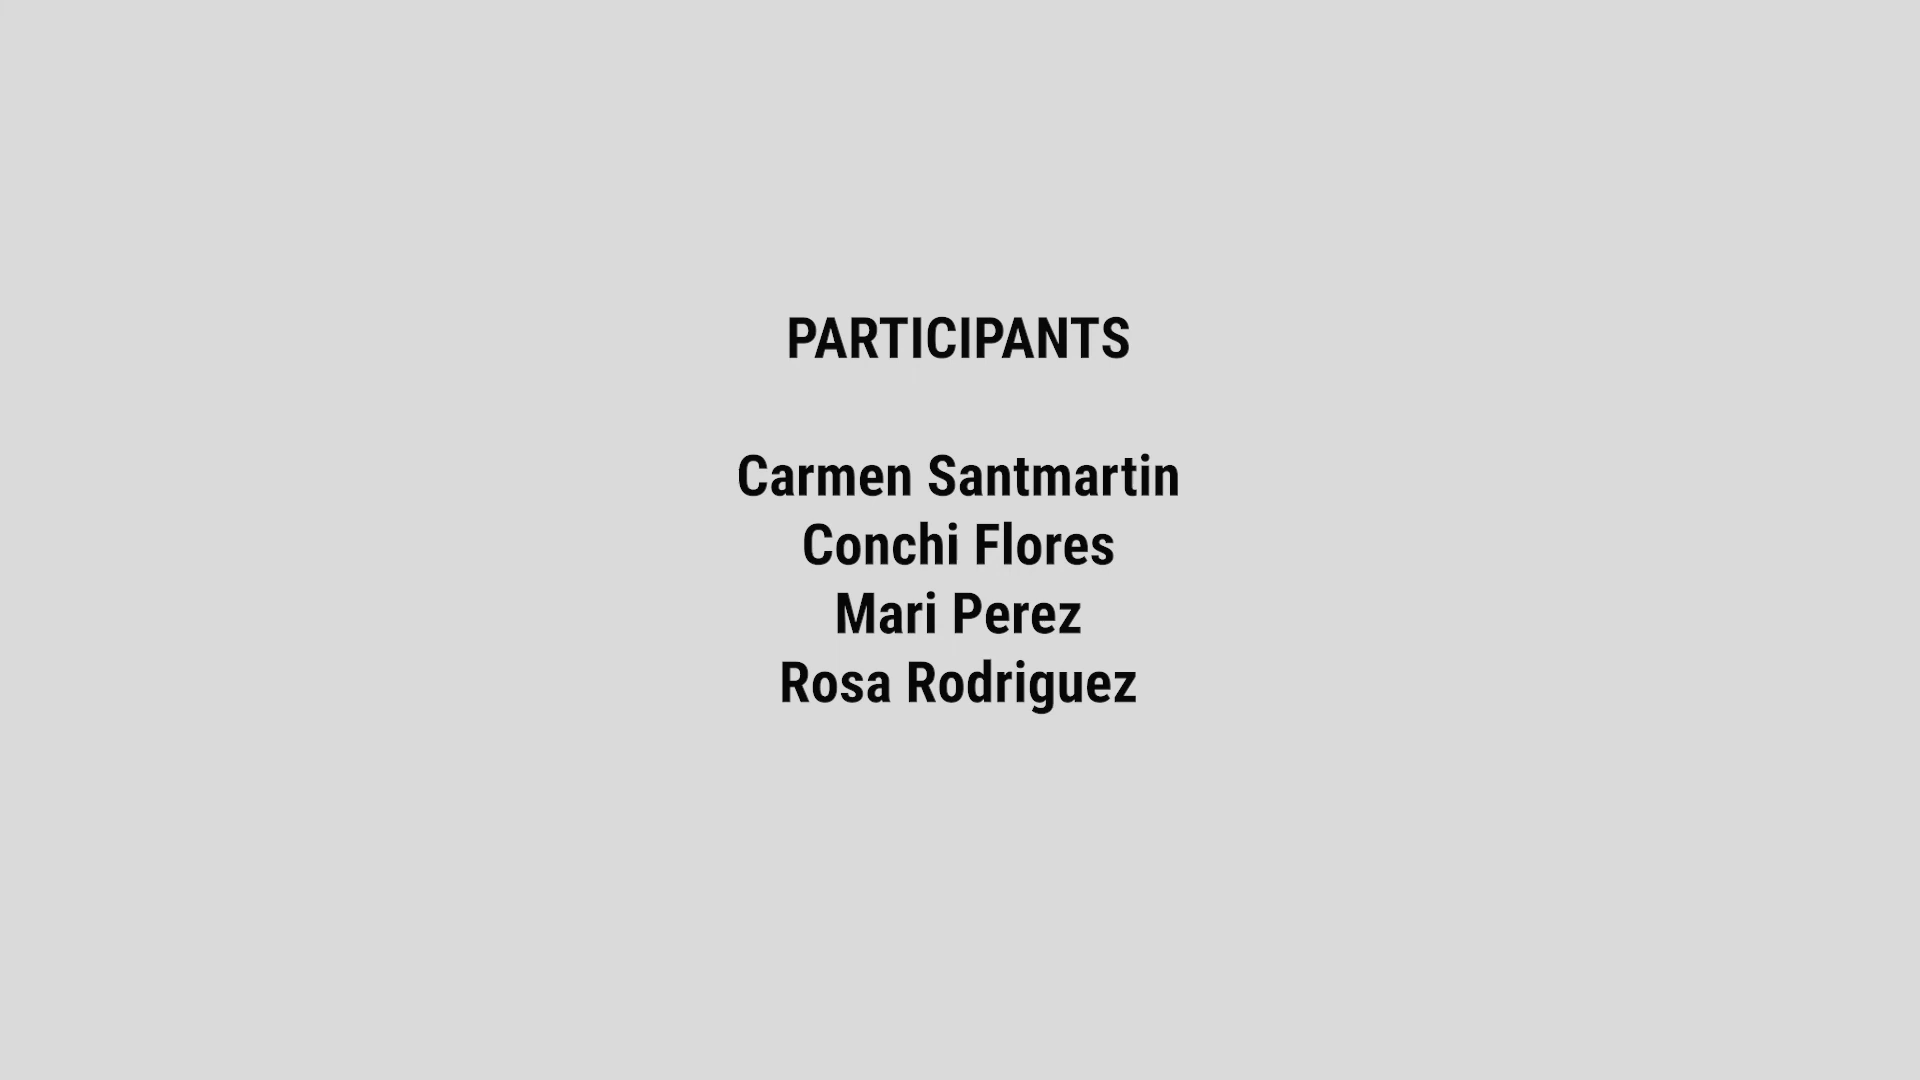 PARTICIPANTS
Carmen Santmartin
Conchi Flores
Mari Perez
Rosa Rodriguez